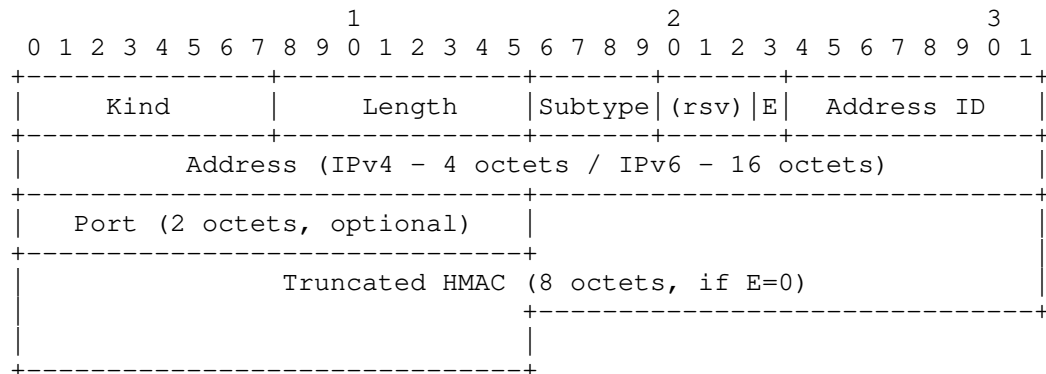 1 2 3
0 1 2 3 4 5 6 7 8 9 0 1 2 3 4 5 6 7 8 9 0 1 2 3 4 5 6 7 8 9 0 1
Kind Length Subtype (rsv) E Address ID
Address (IPv4 - 4 octets / IPv6 - 16 octets)
Port (2 octets, optional)
Truncated HMAC (8 octets, if E=0)